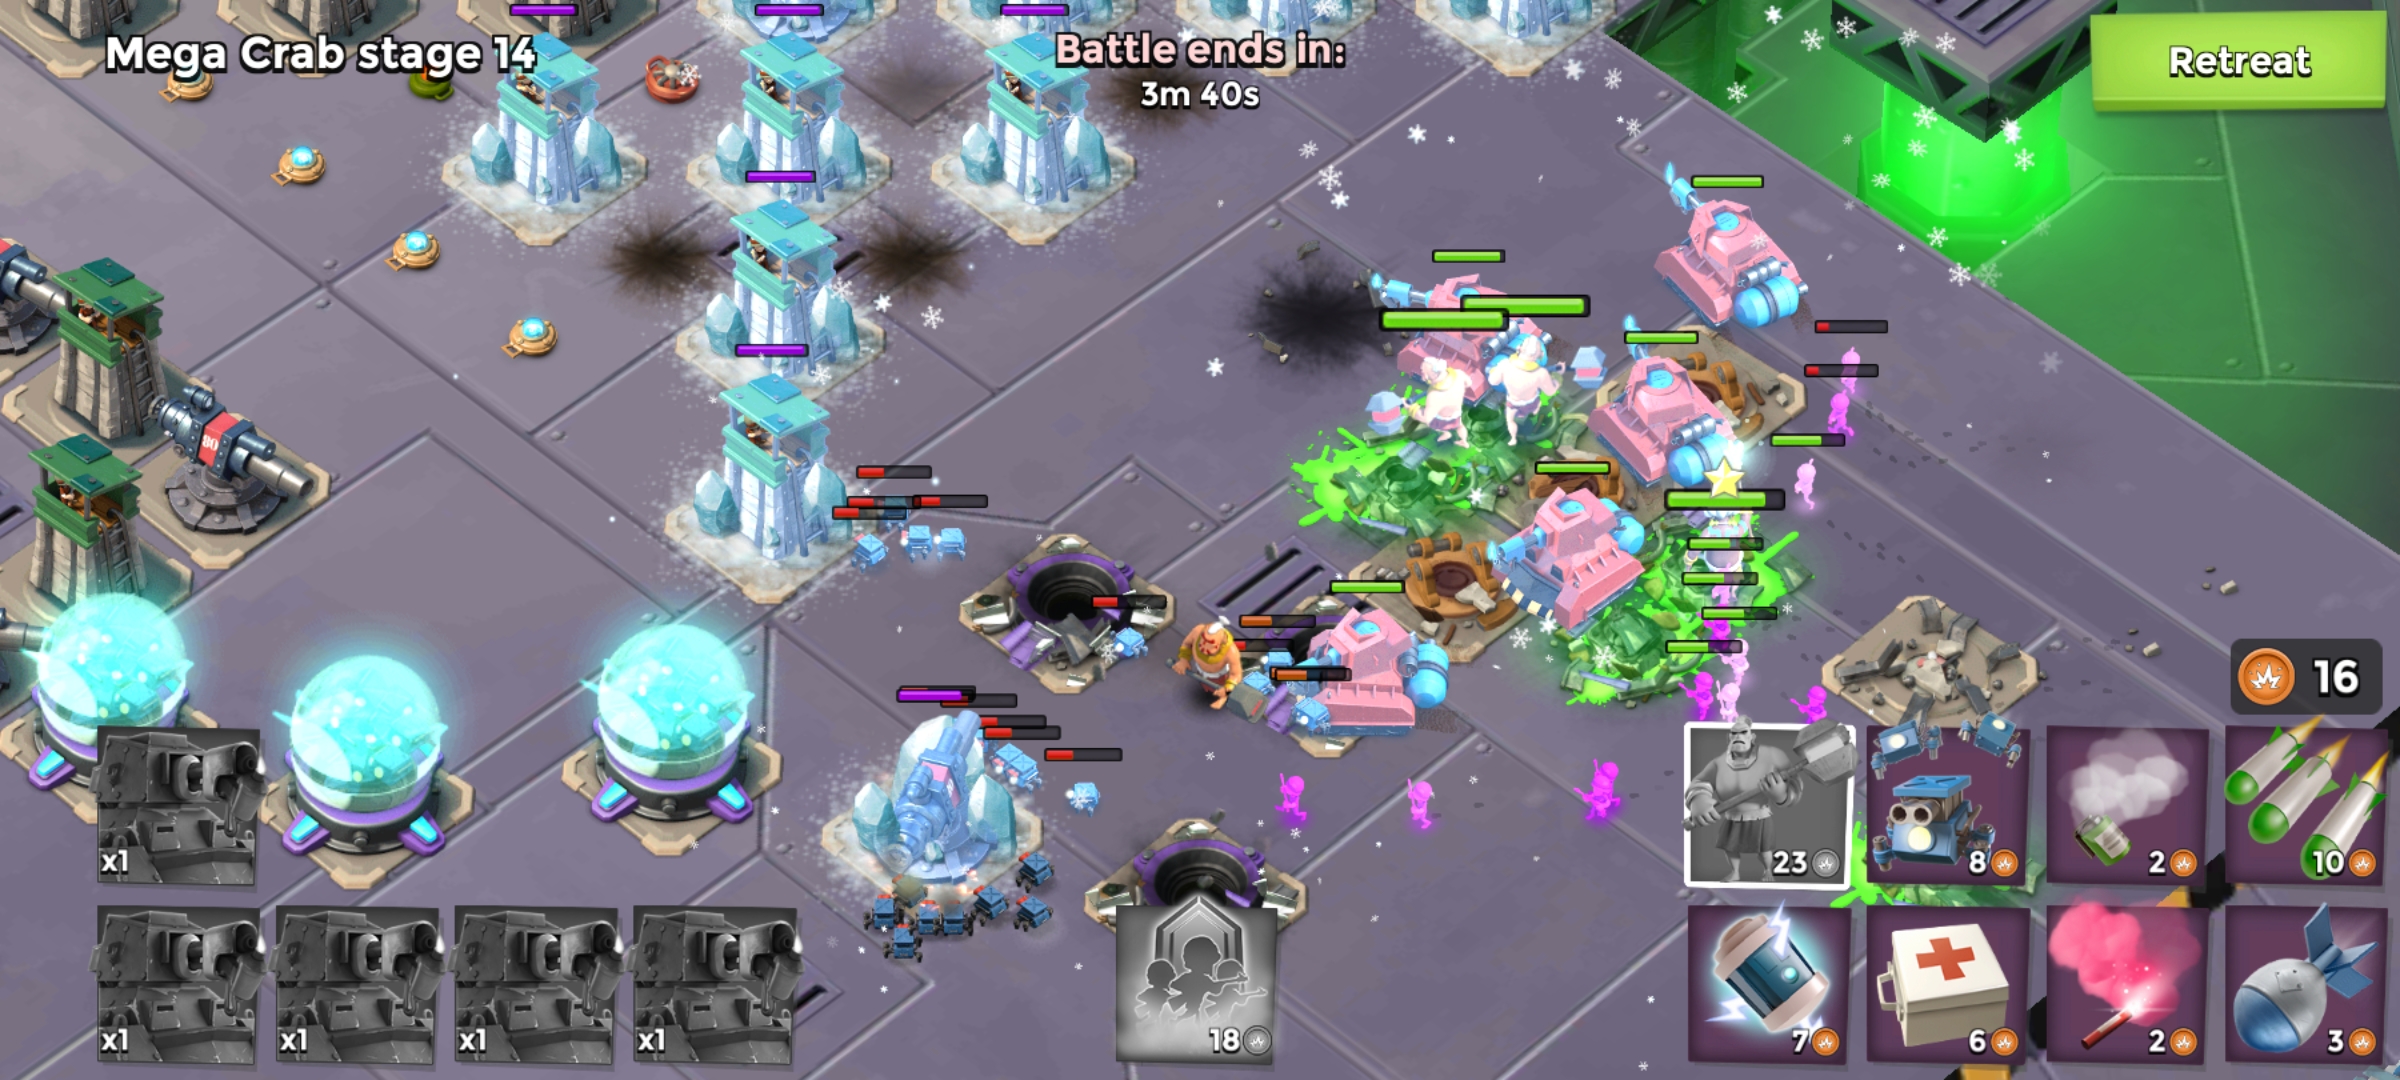 Mega Crab stage 14
Battle ends in:
3m 40s
Retreat
80
16
23
8
2
10
x1
x1
x1
x1
x1
18
7
6
2
3